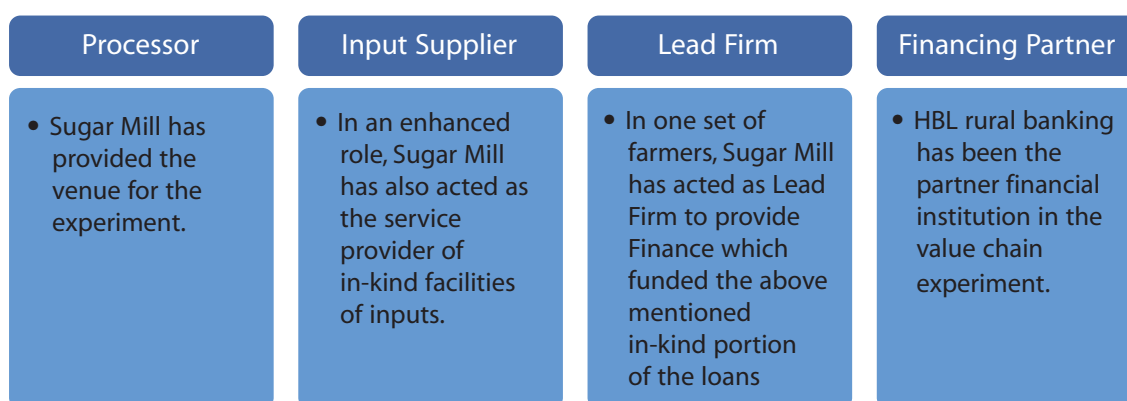 Processor
• Sugar Mill has
provided the
venue for the
experiment.
Input Supplier
• In an enhanced
role, Sugar Mill
has also acted as
the service
provider of
in-kind facilities
of inputs.
Lead Firm
• In one set of
farmers, Sugar Mill
has acted as Lead
Firm to provide
Finance which
funded the above
mentioned
in-kind portion
of the loans
Financing Partner
• HBL rural banking
has been the
partner financial
institution in the
value chain
experiment.